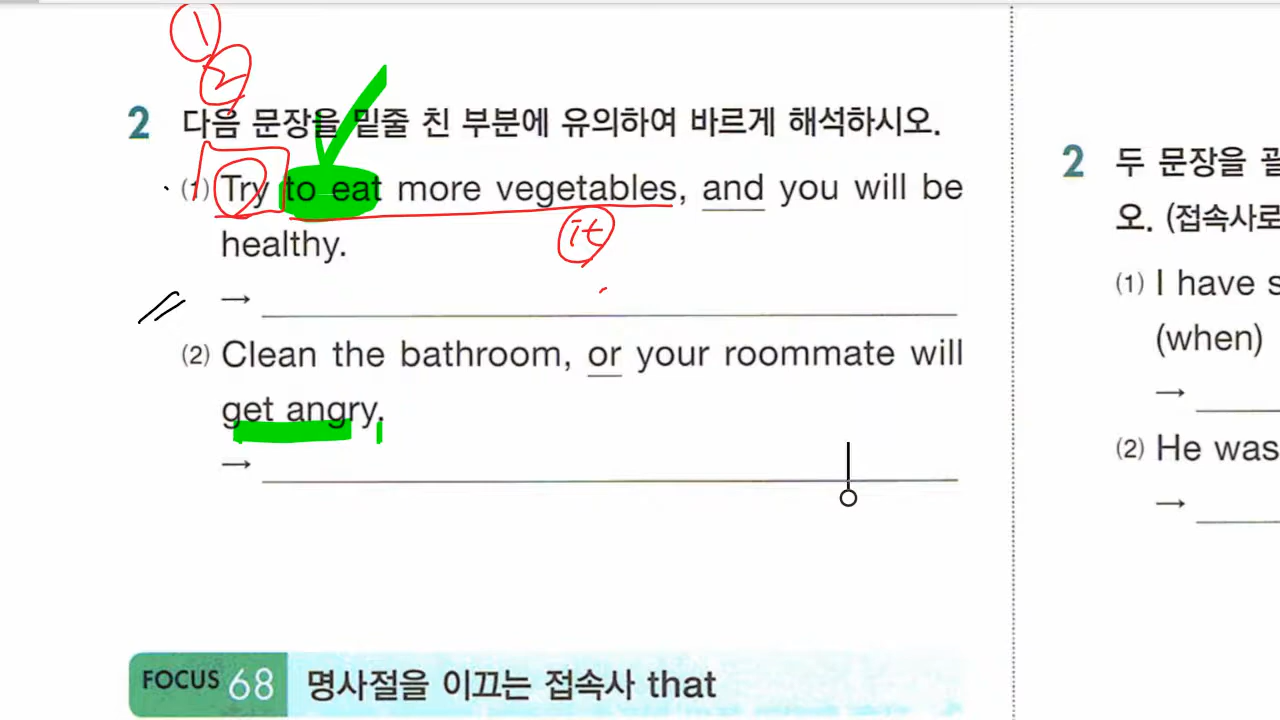 1
2
2 다음 문장을 밑줄 친 부분에 유의하여 바르게 해석하시오.
(1) Try to eat more vegetables, and you will be
it
healthy.
→
(2) Clean the bathroom, or your roommate will
get angry.
→
FOCUS 68 명사절을 이끄는 접속사 that
2 두 문장을 괄
오. (접속사로
(1) I have s
(when)
→
(2) He was
→